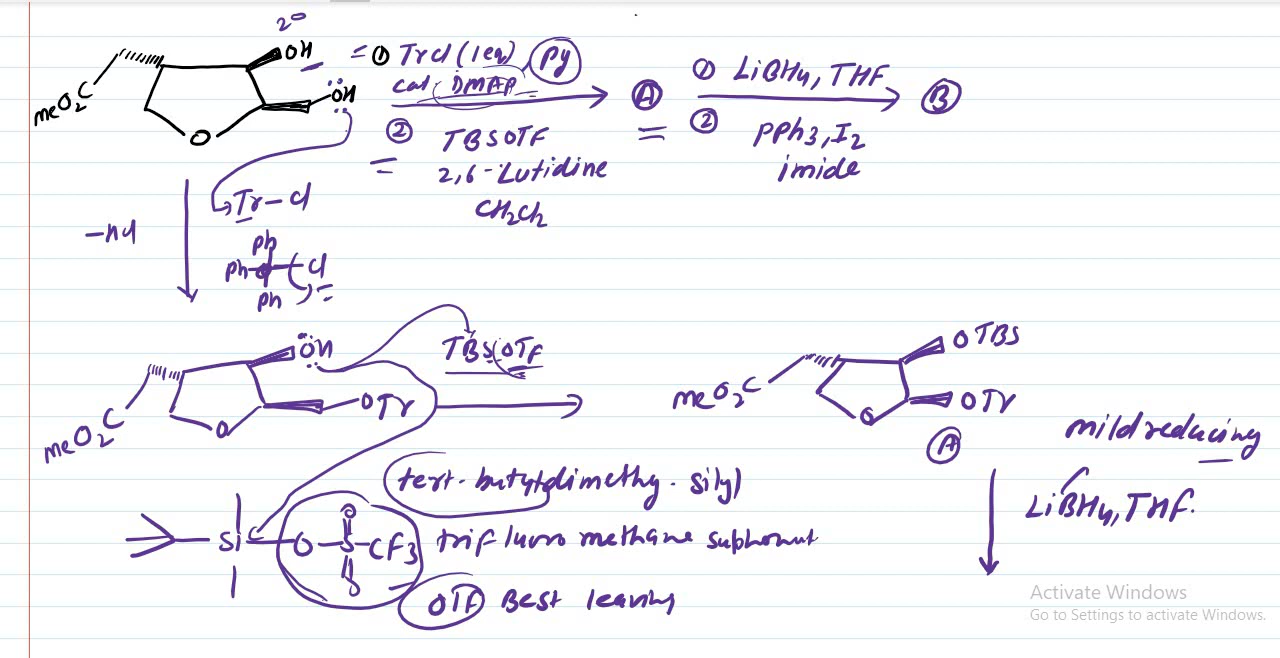 2°
OH = ① Trcl (1eq) Py
cat DMAP
OH
meO₂C
O
Ⓐ
① LiBH4, THF
Ⓑ
② TBSOTF
2,6-Lutidine
CH₂Cl₂
② PPh3, I2
imide
Tr-Cl
-HCl
Ph
Ph Cl
Ph
OH
TBSOTF
OTr
O
meO₂C
OTBS
meO₂C
OTr
O
Ⓐ
mild reducing
LiBH4, THF.
tert-butyldimethy-silyl
trifluoro methane sulphonat
Si-O-S-CF3
O
O
OTF Best leaving
Activate Windows
Go to Settings to activate Windows.